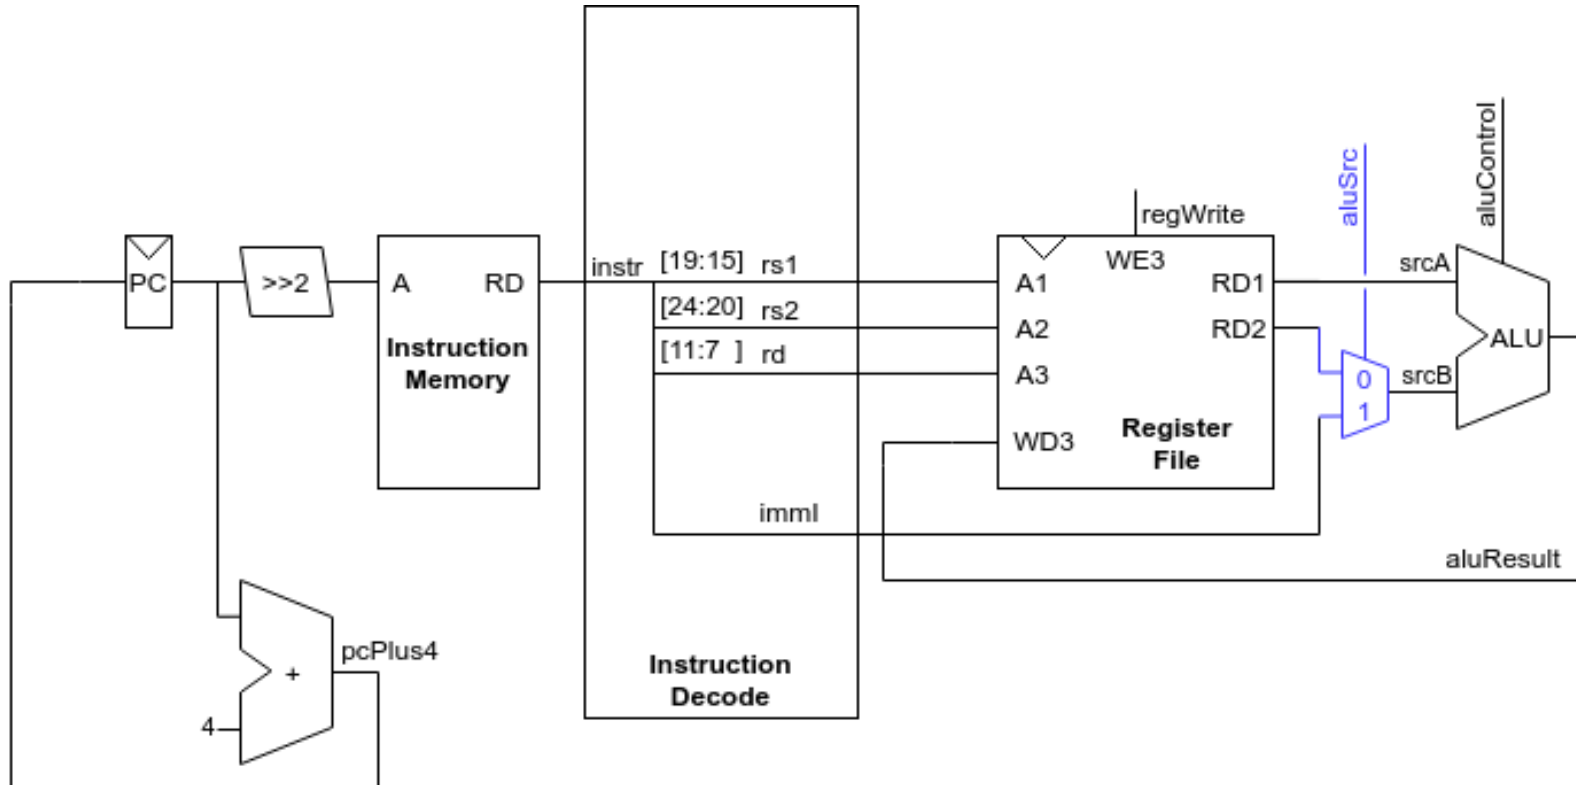 aluControl
aluSrc
regWrite
PC
>>2
A
RD
Instruction
Memory
instr
[19:15] rs1
[24:20] rs2
[11:7 ] rd
immI
Instruction
Decode
WE3
A1
A2
A3
WD3
RD1
RD2
Register
File
0
1
srcA
srcB
ALU
aluResult
pcPlus4
+
4